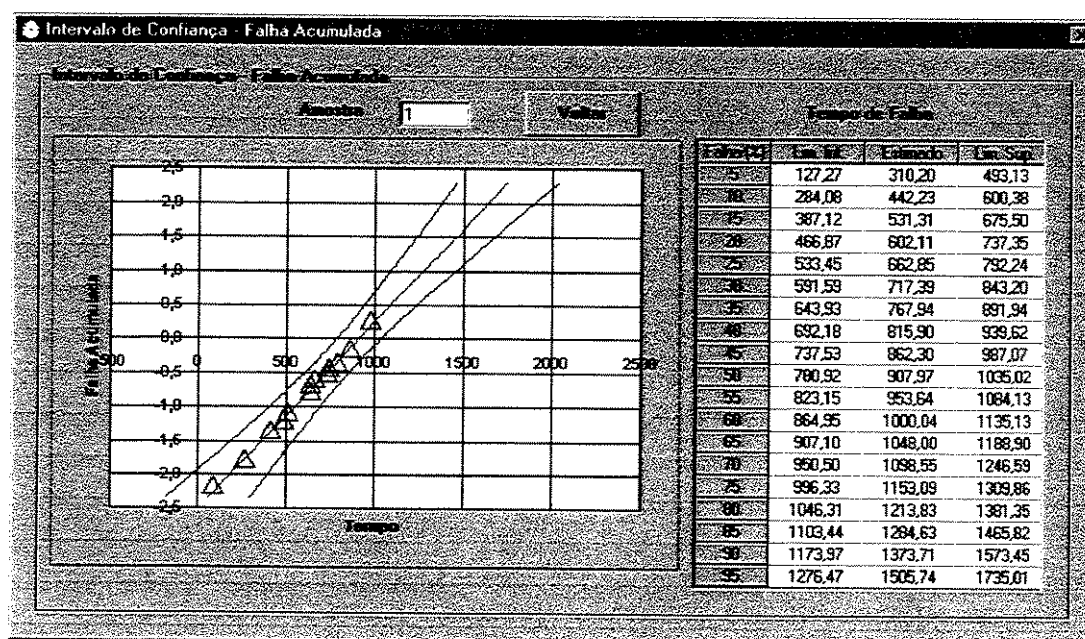 Intervalo de Confiança - Falha Acumulada
Intervalo de Confiança - Falha Acumulada
Amostra 1 Voltar
Tempo de Falha
Falha(%) Lim. Inf. Estimado Lim. Sup.
5 127,27 310,20 493,13
10 284,08 442,23 600,38
15 387,12 531,31 675,50
20 466,87 602,11 737,35
25 533,45 662,85 792,24
30 591,59 717,39 843,20
35 643,93 767,94 891,94
40 692,18 815,90 939,62
45 737,53 862,30 987,07
50 780,92 907,97 1035,02
55 823,15 953,64 1084,13
60 864,95 1000,04 1135,13
65 907,10 1048,00 1188,90
70 950,50 1098,55 1246,59
75 996,33 1153,09 1309,86
80 1046,31 1213,83 1381,35
85 1103,44 1284,63 1465,82
90 1173,97 1373,71 1573,45
95 1276,47 1505,74 1735,01
Falha Acumulada
2,5
2,0
1,5
1,0
0,5
0,0
-500 0 500 1000 1500 2000 2500
-0,5
-1,0
-1,5
-2,0
-2,5
Tempo